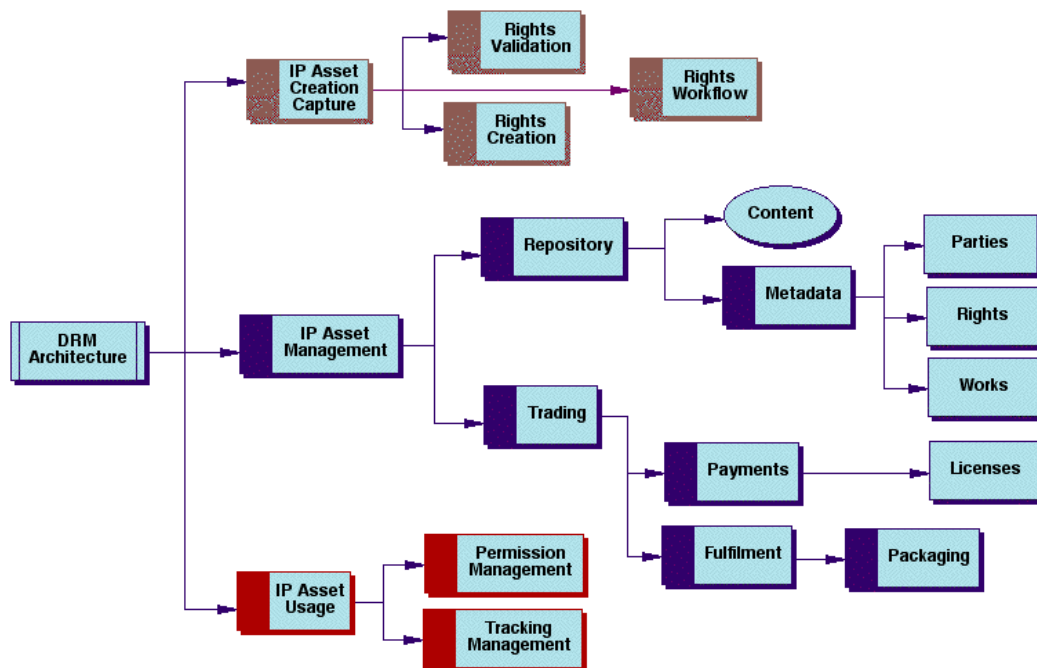 Rights
Validation
IP Asset
Creation
Capture
Rights
Workflow
Rights
Creation
Content
Repository
Parties
Metadata
Rights
IP Asset
Management
DRM
Architecture
Works
Trading
Payments
Licenses
Permission
Management
Fulfilment
Packaging
IP Asset
Usage
Tracking
Management